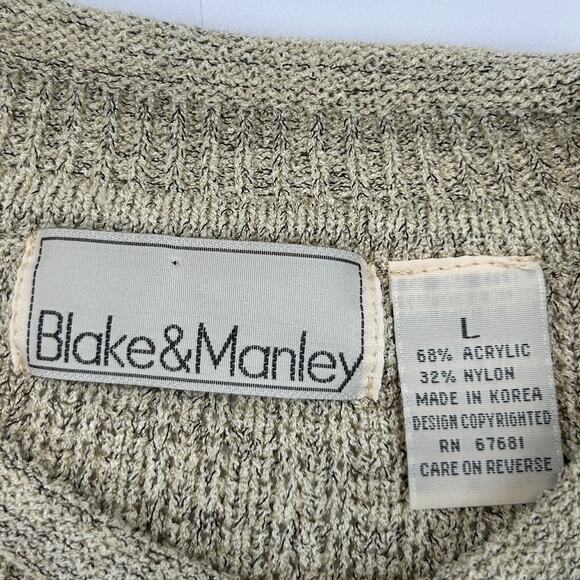 Blake&Manley
L
68% ACRYLIC
32% NYLON
MADE IN KOREA
DESIGN COPYRIGHTED
RN 67681
CARE ON REVERSE